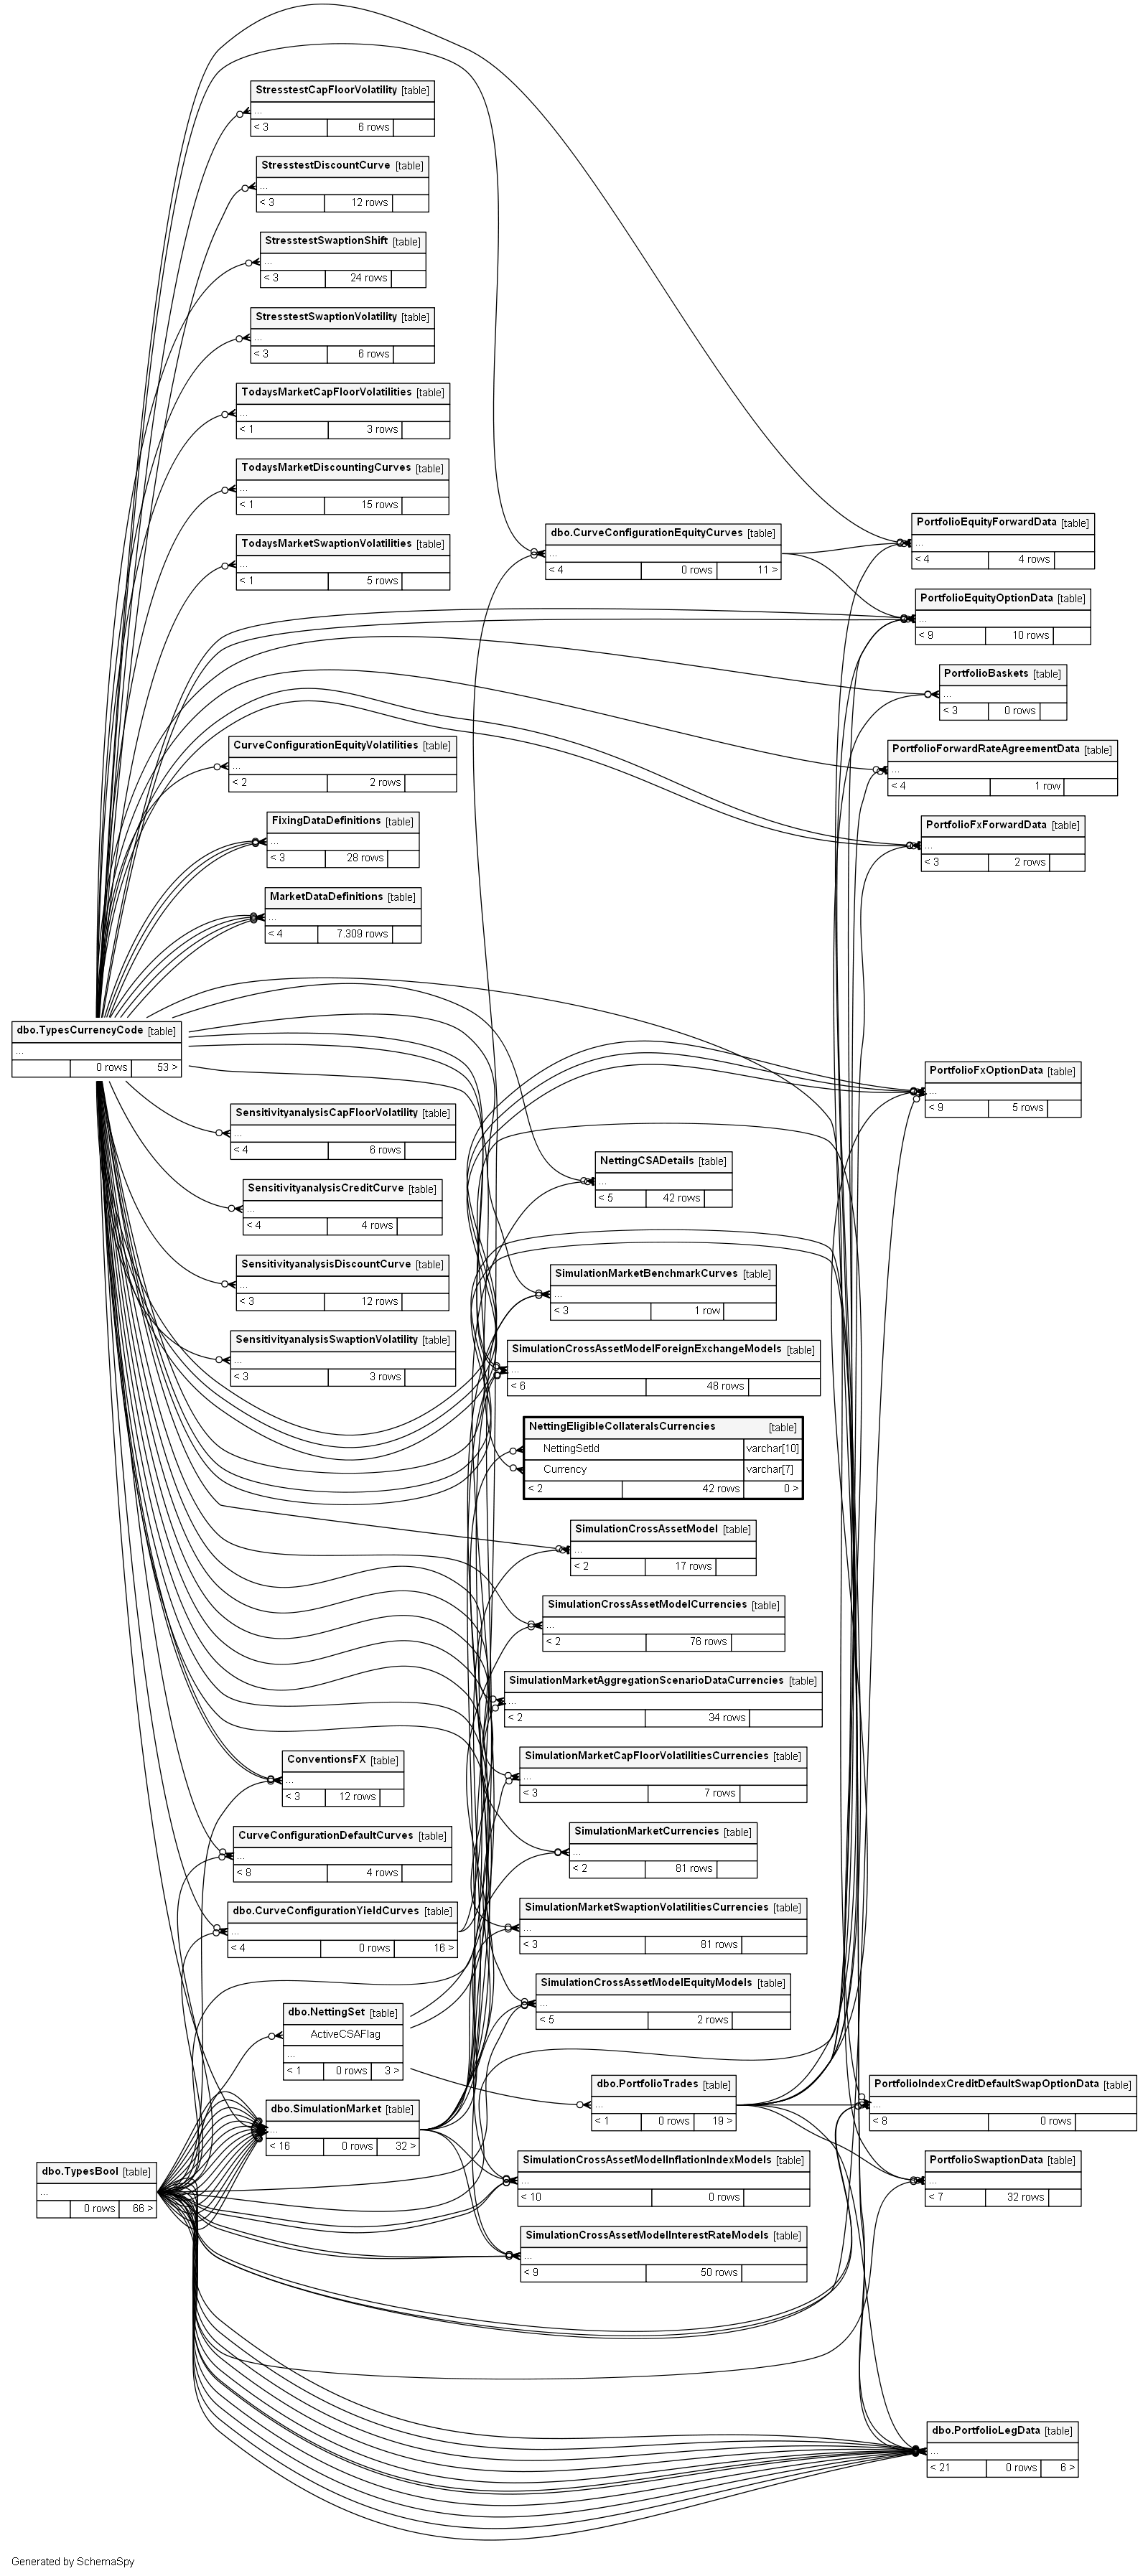 StresstestCapFloorVolatility [table]
...
< 3 6 rows
StresstestDiscountCurve [table]
...
< 3 12 rows
StresstestSwaptionShift [table]
...
< 3 24 rows
StresstestSwaptionVolatility [table]
...
< 3 6 rows
TodaysMarketCapFloorVolatilities [table]
...
< 1 3 rows
TodaysMarketDiscountingCurves [table]
...
< 1 15 rows
TodaysMarketSwaptionVolatilities [table]
...
< 1 5 rows
dbo.CurveConfigurationEquityCurves [table]
...
< 4 0 rows 11 >
PortfolioEquityForwardData [table]
...
< 4 4 rows
PortfolioEquityOptionData [table]
...
< 9 10 rows
PortfolioBaskets [table]
...
< 3 0 rows
PortfolioForwardRateAgreementData [table]
...
< 4 1 row
PortfolioFxForwardData [table]
...
< 3 2 rows
CurveConfigurationEquityVolatilities [table]
...
< 2 2 rows
FixingDataDefinitions [table]
...
< 3 28 rows
MarketDataDefinitions [table]
...
< 4 7.309 rows
dbo.TypesCurrencyCode [table]
...
0 rows 53 >
PortfolioFxOptionData [table]
...
< 9 5 rows
SensitivityanalysisCapFloorVolatility [table]
...
< 4 6 rows
SensitivityanalysisCreditCurve [table]
...
< 4 4 rows
SensitivityanalysisDiscountCurve [table]
...
< 3 12 rows
SensitivityanalysisSwaptionVolatility [table]
...
< 3 3 rows
NettingCSADetails [table]
...
< 5 42 rows
SimulationMarketBenchmarkCurves [table]
...
< 3 1 row
SimulationCrossAssetModelForeignExchangeModels [table]
...
< 6 48 rows
NettingEligibleCollateralsCurrencies [table]
NettingSetId varchar[10]
Currency varchar[7]
< 2 42 rows 0 >
SimulationCrossAssetModel [table]
...
< 2 17 rows
SimulationCrossAssetModelCurrencies [table]
...
< 2 76 rows
SimulationMarketAggregationScenarioDataCurrencies [table]
...
< 2 34 rows
SimulationMarketCapFloorVolatilitiesCurrencies [table]
...
< 3 7 rows
SimulationMarketCurrencies [table]
...
< 2 81 rows
SimulationMarketSwaptionVolatilitiesCurrencies [table]
...
< 3 81 rows
SimulationCrossAssetModelEquityModels [table]
...
< 5 2 rows
ConventionsFX [table]
...
< 3 12 rows
CurveConfigurationDefaultCurves [table]
...
< 8 4 rows
dbo.CurveConfigurationYieldCurves [table]
...
< 4 0 rows 16 >
dbo.NettingSet [table]
ActiveCSAFlag
...
< 1 0 rows 3 >
dbo.SimulationMarket [table]
...
< 16 0 rows 32 >
dbo.TypesBool [table]
...
0 rows 66 >
dbo.PortfolioTrades [table]
...
< 1 0 rows 19 >
SimulationCrossAssetModelInflationIndexModels [table]
...
< 10 0 rows
SimulationCrossAssetModelInterestRateModels [table]
...
< 9 50 rows
PortfolioIndexCreditDefaultSwapOptionData [table]
...
< 8 0 rows
PortfolioSwaptionData [table]
...
< 7 32 rows
dbo.PortfolioLegData [table]
...
< 21 0 rows 6 >
Generated by SchemaSpy